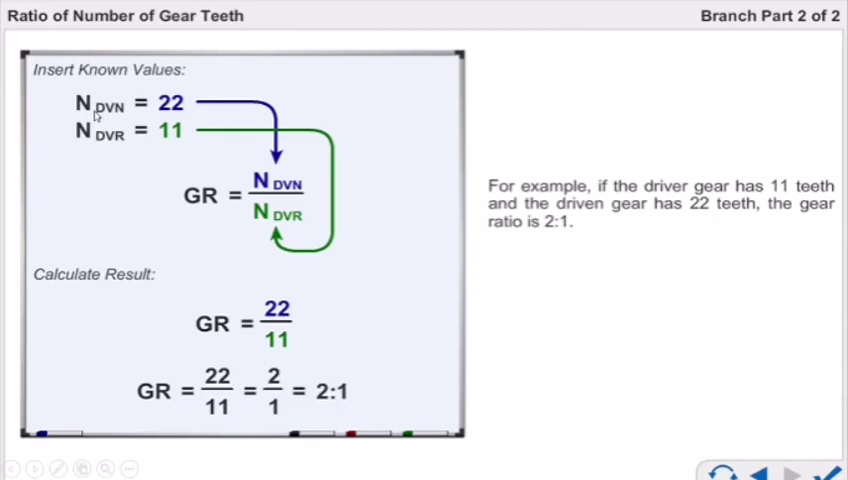 Ratio of Number of Gear Teeth
Branch Part 2 of 2
Insert Known Values:
N DVN = 22
N DVR = 11
GR = N DVN / N DVR
Calculate Result:
GR = 22 / 11
GR = 22 / 11 = 2 / 1 = 2:1
For example, if the driver gear has 11 teeth
and the driven gear has 22 teeth, the gear
ratio is 2:1.